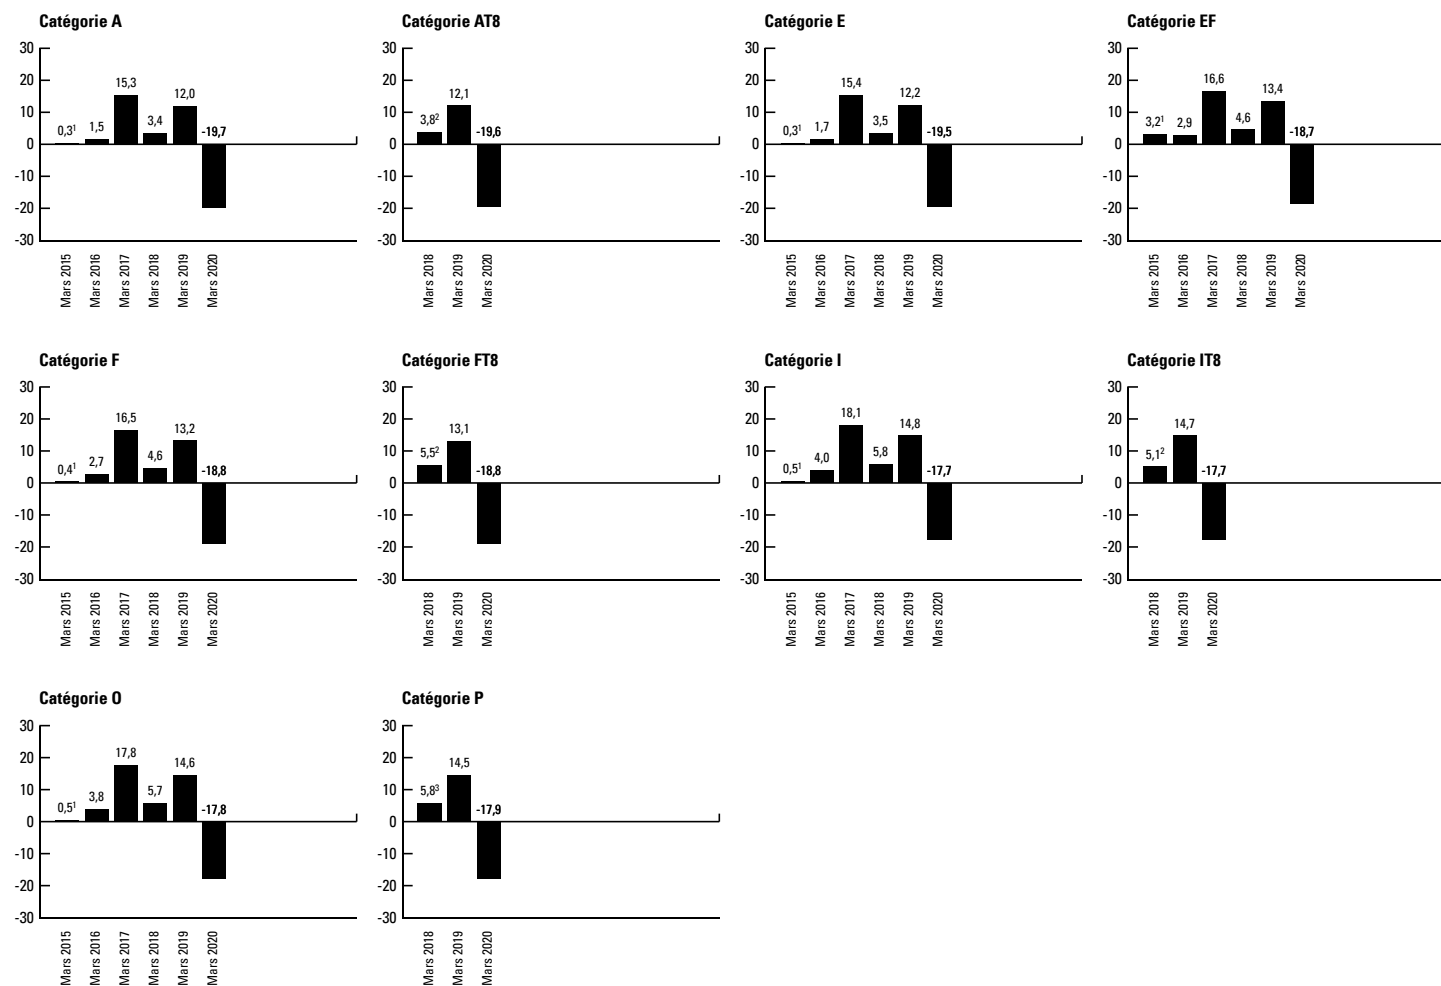 Catégorie A
30
20
10
0
-10
-20
-30
0,3¹
1,5
15,3
3,4
12,0
-19,7
Mars 2015
Mars 2016
Mars 2017
Mars 2018
Mars 2019
Mars 2020
Catégorie AT8
30
20
10
0
-10
-20
-30
3,8²
12,1
-19,6
Mars 2018
Mars 2019
Mars 2020
Catégorie E
30
20
10
0
-10
-20
-30
0,3¹
1,7
15,4
3,5
12,2
-19,5
Mars 2015
Mars 2016
Mars 2017
Mars 2018
Mars 2019
Mars 2020
Catégorie EF
30
20
10
0
-10
-20
-30
3,2¹
2,9
16,6
4,6
13,4
-18,7
Mars 2015
Mars 2016
Mars 2017
Mars 2018
Mars 2019
Mars 2020
Catégorie F
30
20
10
0
-10
-20
-30
0,4¹
2,7
16,5
4,6
13,2
-18,8
Mars 2015
Mars 2016
Mars 2017
Mars 2018
Mars 2019
Mars 2020
Catégorie FT8
30
20
10
0
-10
-20
-30
5,5²
13,1
-18,8
Mars 2018
Mars 2019
Mars 2020
Catégorie I
30
20
10
0
-10
-20
-30
0,5¹
4,0
18,1
5,8
14,8
-17,7
Mars 2015
Mars 2016
Mars 2017
Mars 2018
Mars 2019
Mars 2020
Catégorie IT8
30
20
10
0
-10
-20
-30
5,1²
14,7
-17,7
Mars 2018
Mars 2019
Mars 2020
Catégorie O
30
20
10
0
-10
-20
-30
0,5¹
3,8
17,8
5,7
14,6
-17,8
Mars 2015
Mars 2016
Mars 2017
Mars 2018
Mars 2019
Mars 2020
Catégorie P
30
20
10
0
-10
-20
-30
5,8³
14,5
-17,9
Mars 2018
Mars 2019
Mars 2020